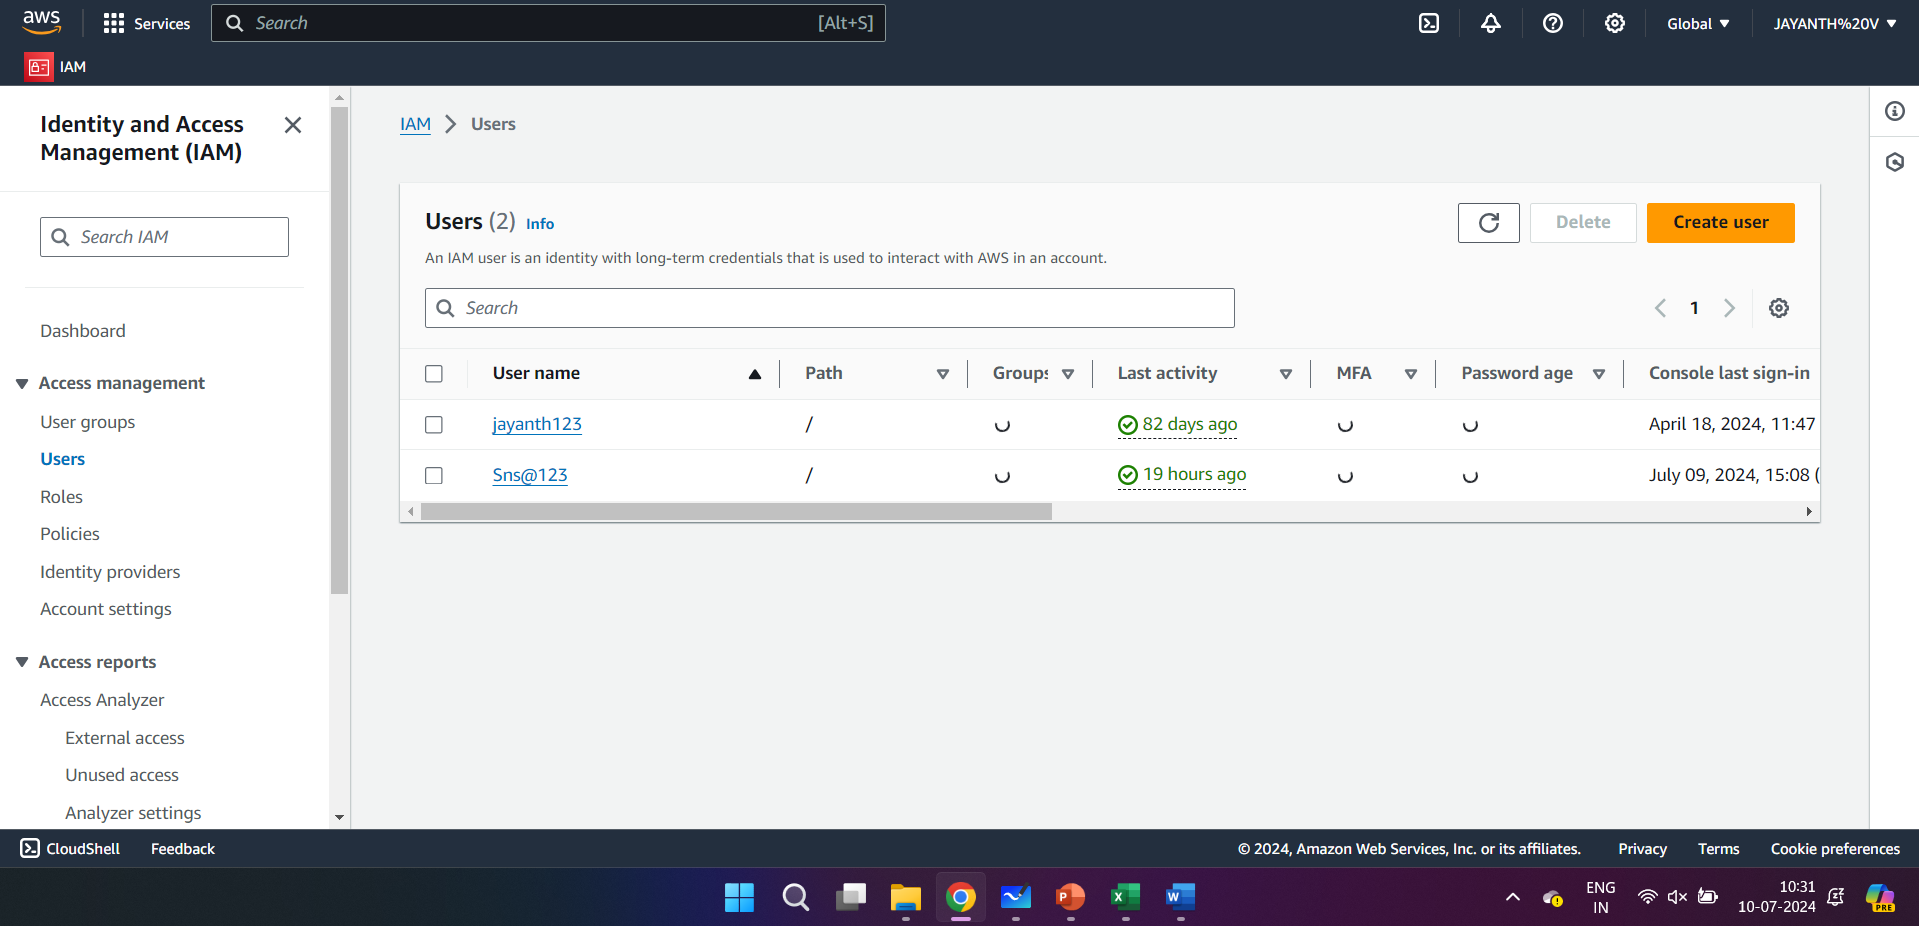 aws
Services
Search
[Alt+S]
Global
JAYANTH%20V
IAM
Identity and Access
Management (IAM)
Search IAM
Dashboard
Access management
User groups
Users
Roles
Policies
Identity providers
Account settings
Access reports
Access Analyzer
External access
Unused access
Analyzer settings
IAM > Users
Users (2) Info
Delete
Create user
An IAM user is an identity with long-term credentials that is used to interact with AWS in an account.
Search
1
User name Path Groups Last activity MFA Password age Console last sign-in
jayanth123 / 82 days ago April 18, 2024, 11:47
Sns@123 / 19 hours ago July 09, 2024, 15:08 (
CloudShell Feedback © 2024, Amazon Web Services, Inc. or its affiliates. Privacy Terms Cookie preferences
ENG
IN
10:31
10-07-2024
PRE